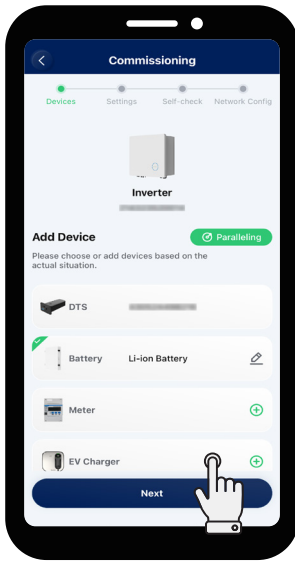 Commissioning
Devices Settings Self-check Network Config
Inverter
Add Device
Paralleling
Please choose or add devices based on the
actual situation.
DTS
Battery Li-ion Battery
Meter
EV Charger
Next